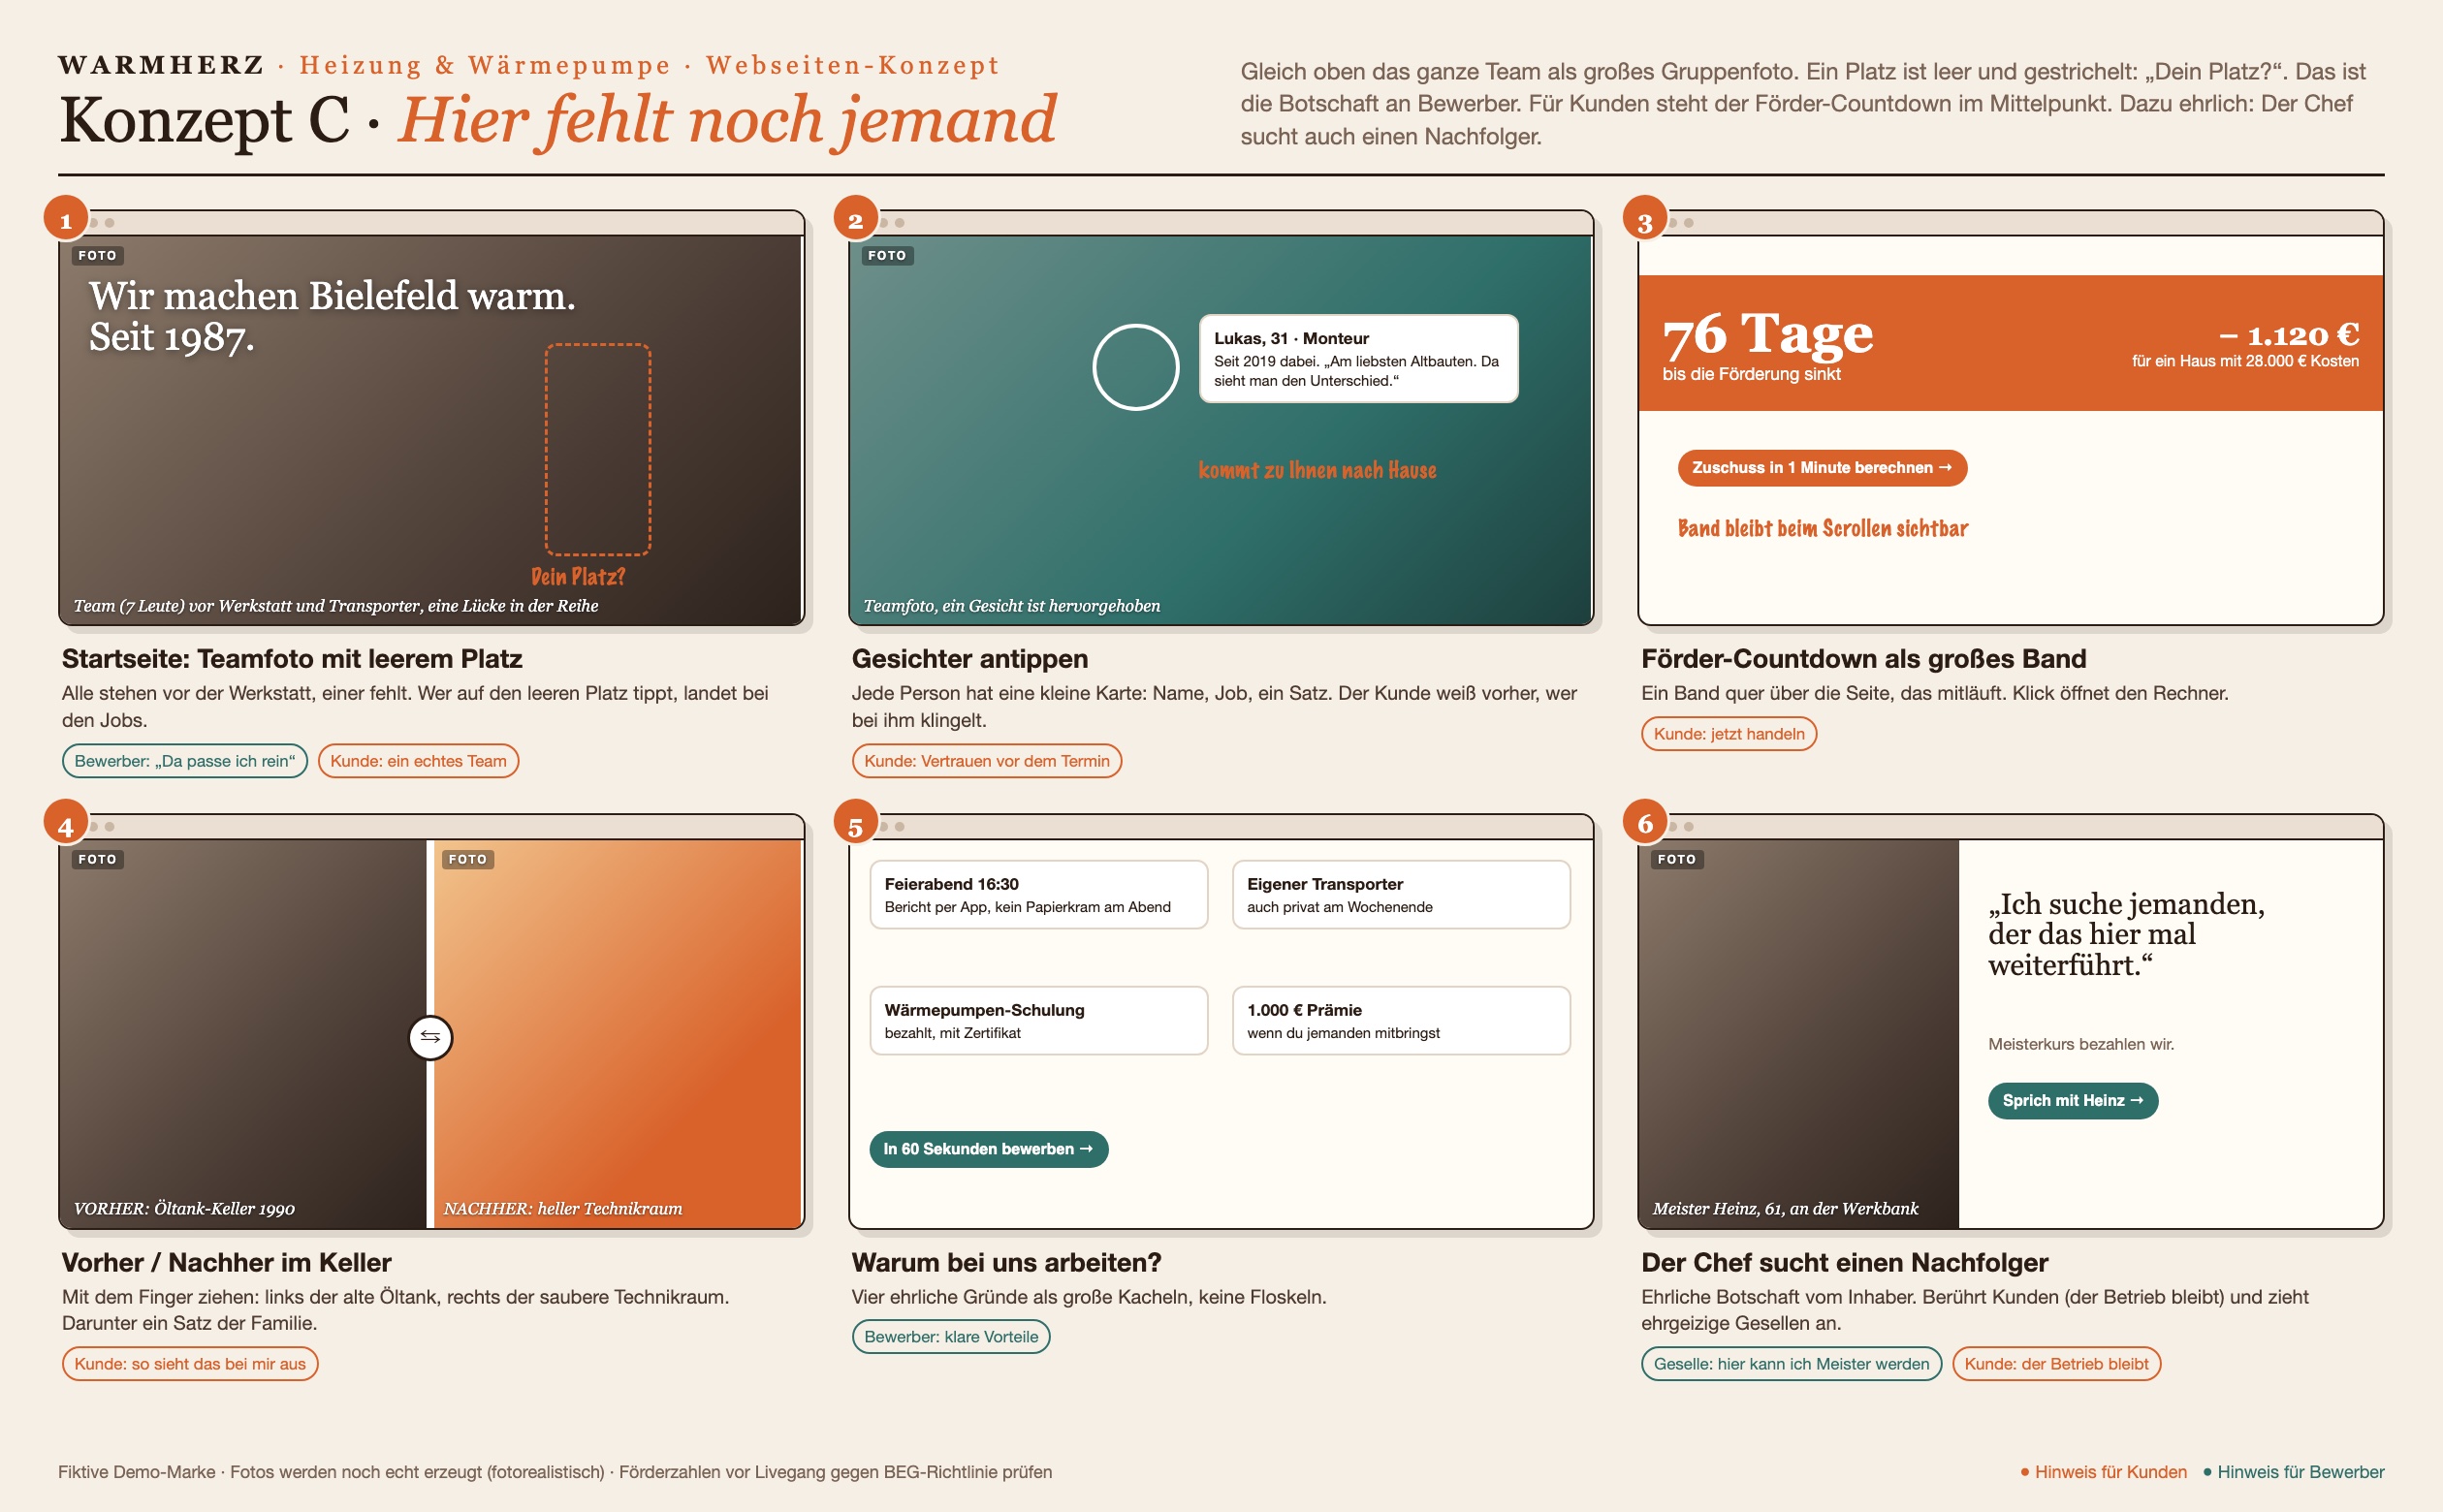 WARMHERZ · Heizung & Wärmepumpe · Webseiten-Konzept
Konzept C · Hier fehlt noch jemand
Gleich oben das ganze Team als großes Gruppenfoto. Ein Platz ist leer und gestrichelt: „Dein Platz?“. Das ist
die Botschaft an Bewerber. Für Kunden steht der Förder-Countdown im Mittelpunkt. Dazu ehrlich: Der Chef
sucht auch einen Nachfolger.
1
FOTO
Wir machen Bielefeld warm.
Seit 1987.
Dein Platz?
Team (7 Leute) vor Werkstatt und Transporter, eine Lücke in der Reihe
Startseite: Teamfoto mit leerem Platz
Alle stehen vor der Werkstatt, einer fehlt. Wer auf den leeren Platz tippt, landet bei
den Jobs.
Bewerber: „Da passe ich rein“
Kunde: ein echtes Team
2
FOTO
Lukas, 31 · Monteur
Seit 2019 dabei. „Am liebsten Altbauten. Da
sieht man den Unterschied.“
kommt zu Ihnen nach Hause
Teamfoto, ein Gesicht ist hervorgehoben
Gesichter antippen
Jede Person hat eine kleine Karte: Name, Job, ein Satz. Der Kunde weiß vorher, wer
bei ihm klingelt.
Kunde: Vertrauen vor dem Termin
3
76 Tage
bis die Förderung sinkt
– 1.120 €
für ein Haus mit 28.000 € Kosten
Zuschuss in 1 Minute berechnen →
Band bleibt beim Scrollen sichtbar
Förder-Countdown als großes Band
Ein Band quer über die Seite, das mitläuft. Klick öffnet den Rechner.
Kunde: jetzt handeln
4
FOTO
FOTO
⇆
VORHER: Öltank-Keller 1990
NACHHER: heller Technikraum
Vorher / Nachher im Keller
Mit dem Finger ziehen: links der alte Öltank, rechts der saubere Technikraum.
Darunter ein Satz der Familie.
Kunde: so sieht das bei mir aus
5
Feierabend 16:30
Bericht per App, kein Papierkram am Abend
Eigener Transporter
auch privat am Wochenende
Wärmepumpen-Schulung
bezahlt, mit Zertifikat
1.000 € Prämie
wenn du jemanden mitbringst
In 60 Sekunden bewerben →
Warum bei uns arbeiten?
Vier ehrliche Gründe als große Kacheln, keine Floskeln.
Bewerber: klare Vorteile
6
FOTO
„Ich suche jemanden,
der das hier mal
weiterführt.“
Meisterkurs bezahlen wir.
Sprich mit Heinz →
Meister Heinz, 61, an der Werkbank
Der Chef sucht einen Nachfolger
Ehrliche Botschaft vom Inhaber. Berührt Kunden (der Betrieb bleibt) und zieht
ehrgeizige Gesellen an.
Geselle: hier kann ich Meister werden
Kunde: der Betrieb bleibt
Fiktive Demo-Marke · Fotos werden noch echt erzeugt (fotorealistisch) · Förderzahlen vor Livegang gegen BEG-Richtlinie prüfen
• Hinweis für Kunden • Hinweis für Bewerber